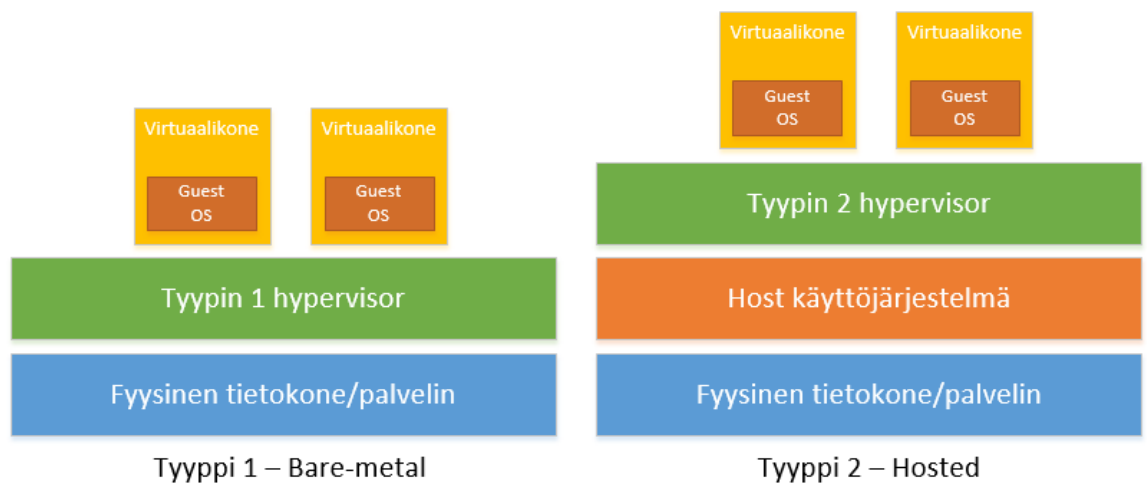 Virtuaalikone
Guest
OS
Virtuaalikone
Guest
OS
Tyypin 1 hypervisor
Fyysinen tietokone/palvelin
Tyyppi 1 – Bare-metal
Virtuaalikone
Guest
OS
Virtuaalikone
Guest
OS
Tyypin 2 hypervisor
Host käyttöjärjestelmä
Fyysinen tietokone/palvelin
Tyyppi 2 – Hosted